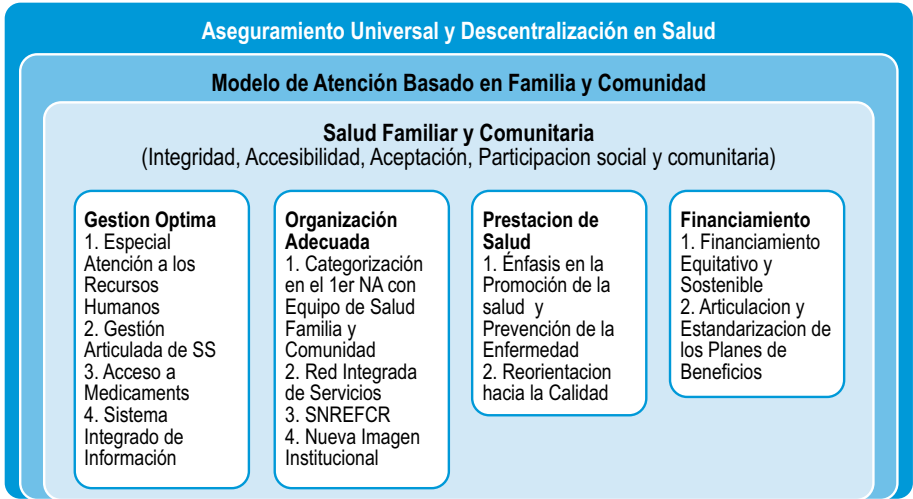 Aseguramiento Universal y Descentralización en Salud
Modelo de Atención Basado en Familia y Comunidad
Salud Familiar y Comunitaria
(Integridad, Accesibilidad, Aceptación, Participacion social y comunitaria)
Gestion Optima
1. Especial
Atención a los
Recursos
Humanos
2. Gestión
Articulada de SS
3. Acceso a
Medicaments
4. Sistema
Integrado de
Información
Organización
Adecuada
1. Categorización
en el 1er NA con
Equipo de Salud
Familia y
Comunidad
2. Red Integrada
de Servicios
3. SNREFCR
4. Nueva Imagen
Institucional
Prestacion de
Salud
1. Énfasis en la
Promoción de la
salud y
Prevención de la
Enfermedad
2. Reorientacion
hacia la Calidad
Financiamiento
1. Financiamiento
Equitativo y
Sostenible
2. Articulacion y
Estandarizacion de
los Planes de
Beneficios